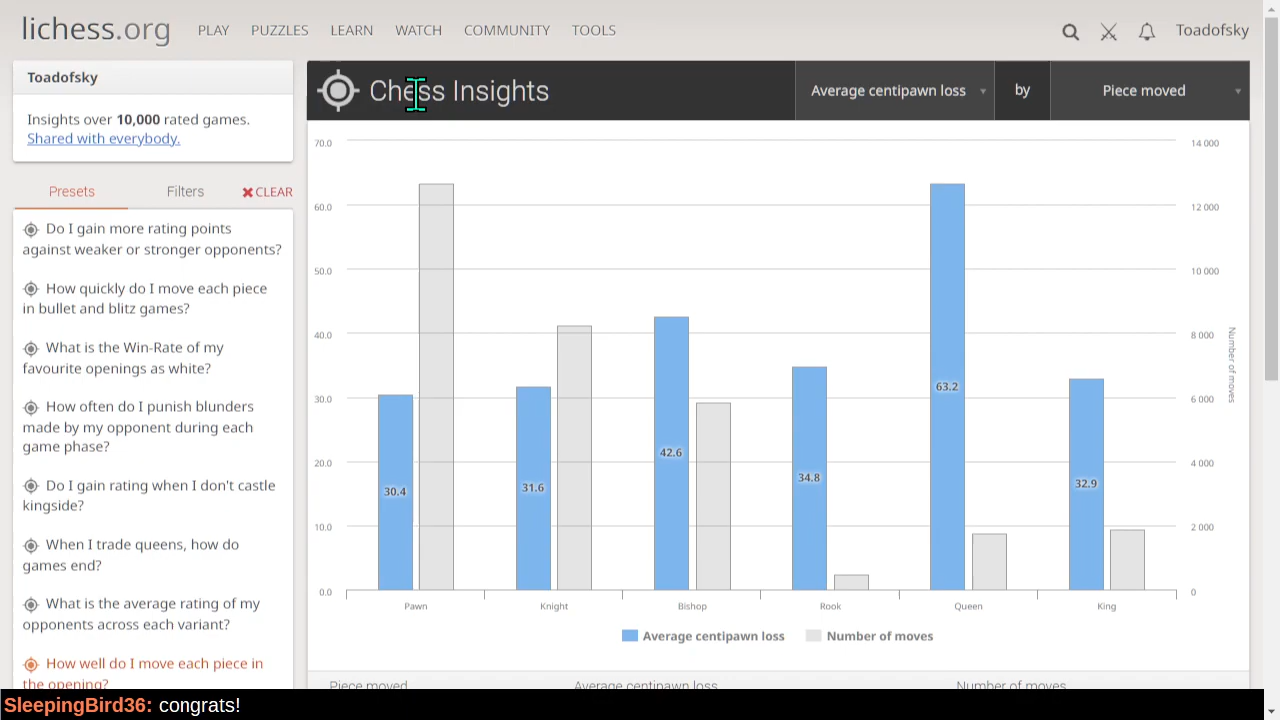 lichess.org PLAY PUZZLES LEARN WATCH COMMUNITY TOOLS Toadofsky
Toadofsky
Insights over 10,000 rated games.
Shared with everybody.
Presets Filters CLEAR
Do I gain more rating points
against weaker or stronger opponents?
How quickly do I move each piece
in bullet and blitz games?
What is the Win-Rate of my
favourite openings as white?
How often do I punish blunders
made by my opponent during each
game phase?
Do I gain rating when I don't castle
kingside?
When I trade queens, how do
games end?
What is the average rating of my
opponents across each variant?
How well do I move each piece in
the opening?
Chess Insights Average centipawn loss by Piece moved
70.0 14 000
60.0 12 000
50.0 10 000
40.0 8 000
30.0 6 000
20.0 4 000
10.0 2 000
0.0 0
Number of moves
30.4 31.6 42.6 34.8 63.2 32.9
Pawn Knight Bishop Rook Queen King
Average centipawn loss Number of moves
Piece moved Average centipawn loss Number of moves
SleepingBird36: congrats!